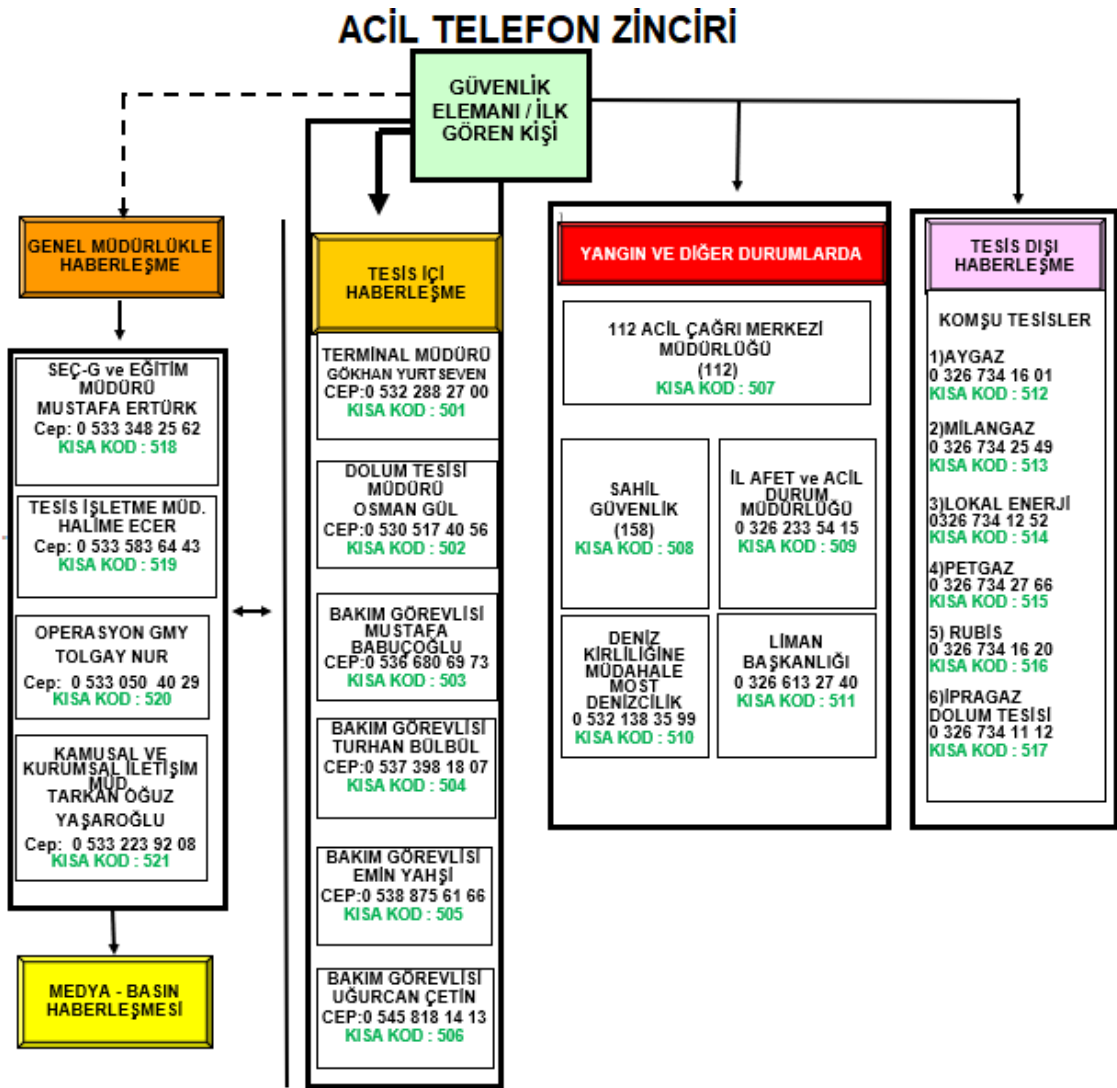 ACİL TELEFON ZİNCİRİ
GÜVENLİK
ELEMANI / İLK
GÖREN KİŞİ
GENEL MÜDÜRLÜKLE
HABERLEŞME
SEÇ-G ve EĞİTİM
MÜDÜRÜ
MUSTAFA ERTÜRK
Cep: 0 533 348 25 62
KISA KOD : 518
TESİS İŞLETME MÜD.
HALİME ECER
Cep: 0 533 583 64 43
KISA KOD : 519
OPERASYON GMY
TOLGAY NUR
Cep: 0 533 050 40 29
KISA KOD : 520
KAMUSAL VE
KURUMSAL İLETİŞİM
MÜD.
TARKAN OĞUZ
YAŞAROĞLU
Cep: 0 533 223 92 08
KISA KOD : 521
MEDYA - BASIN
HABERLEŞMESİ
TESİS İÇİ
HABERLEŞME
TERMİNAL MÜDÜRÜ
GÖKHAN YURTSEVEN
CEP:0 532 288 27 00
KISA KOD : 501
DOLUM TESİSİ
MÜDÜRÜ
OSMAN GÜL
CEP:0 530 517 40 56
KISA KOD : 502
BAKIM GÖREVLİSİ
MUSTAFA
BABUÇOĞLU
CEP:0 536 680 69 73
KISA KOD : 503
BAKIM GÖREVLİSİ
TURHAN BÜLBÜL
CEP:0 537 398 18 07
KISA KOD : 504
BAKIM GÖREVLİSİ
EMİN YAHŞİ
CEP:0 538 875 61 66
KISA KOD : 505
BAKIM GÖREVLİSİ
UĞURCAN ÇETİN
CEP:0 545 818 14 13
KISA KOD : 506
YANGIN VE DİĞER DURUMLARDA
112 ACİL ÇAĞRI MERKEZİ
MÜDÜRLÜĞÜ
(112)
KISA KOD : 507
SAHİL
GÜVENLİK
(158)
KISA KOD : 508
İL AFET ve ACİL
DURUM
MÜDÜRLÜĞÜ
0 326 233 54 15
KISA KOD : 509
DENİZ
KİRLİLİĞİNE
MÜDAHALE
MOST
DENİZCİLİK
0 532 138 35 99
KISA KOD : 510
LİMAN
BAŞKANLIĞI
0 326 613 27 40
KISA KOD : 511
TESİS DIŞI
HABERLEŞME
KOMŞU TESİSLER
1)AYGAZ
0 326 734 16 01
KISA KOD : 512
2)MİLANGAZ
0 326 734 25 49
KISA KOD : 513
3)LOKAL ENERJİ
0326 734 12 52
KISA KOD : 514
4)PETGAZ
0 326 734 27 66
KISA KOD : 515
5) RUBİS
0 326 734 16 20
KISA KOD : 516
6)İPRAGAZ
DOLUM TESİSİ
0 326 734 11 12
KISA KOD : 517